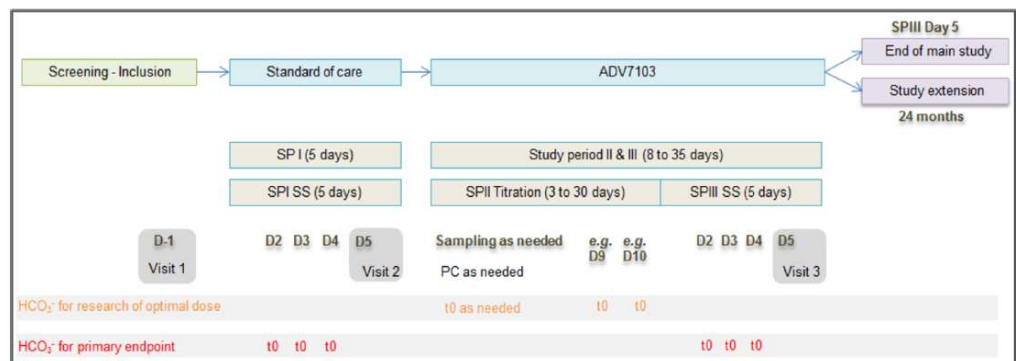 SPIII Day 5
Screening - Inclusion
Standard of care
ADV7103
End of main study
Study extension
24 months
SP I (5 days)
Study period II & III (8 to 35 days)
SPI SS (5 days)
SPII Titration (3 to 30 days)
SPIII SS (5 days)
D-1
Visit 1
D2 D3 D4 D5
Visit 2
Sampling as needed
e.g. D9
e.g. D10
PC as needed
D2 D3 D4 D5
Visit 3
HCO₃⁻ for research of optimal dose
t0 as needed t0 t0
HCO₃⁻ for primary endpoint
t0 t0 t0
t0 t0 t0